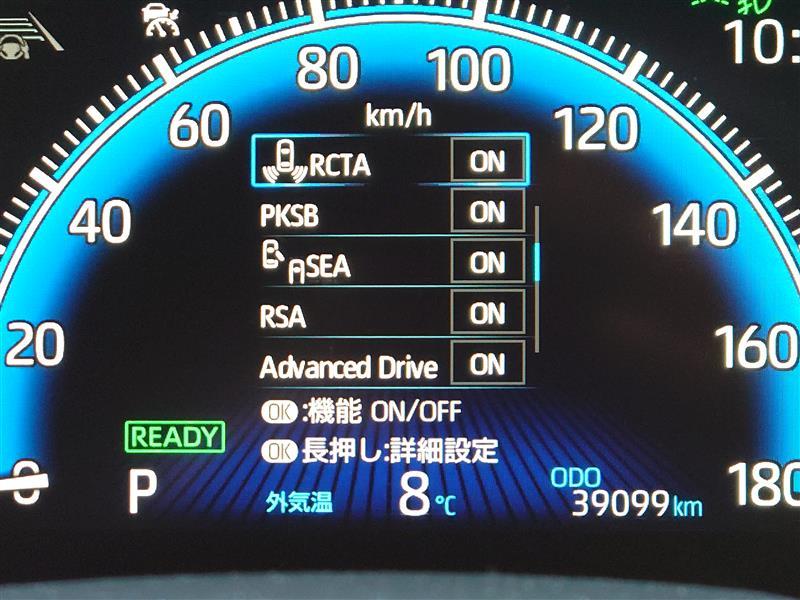 10:
80 100
60 km/h 120
RCTA ON
40 PKSB ON 140
SEA ON
RSA ON
20 Advanced Drive ON 160
OK:機能 ON/OFF
READY OK長押し:詳細設定
0 P 外気温 8℃ ODO 39099km 180